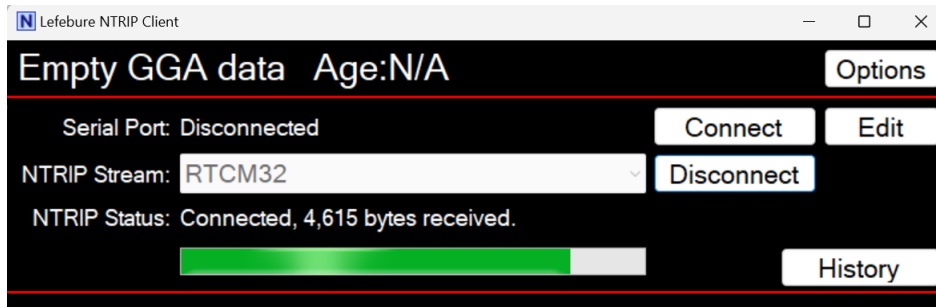 Lefebure NTRIP Client
Empty GGA data Age:N/A
Options
Serial Port: Disconnected
Connect
Edit
NTRIP Stream: RTCM32
Disconnect
NTRIP Status: Connected, 4,615 bytes received.
History